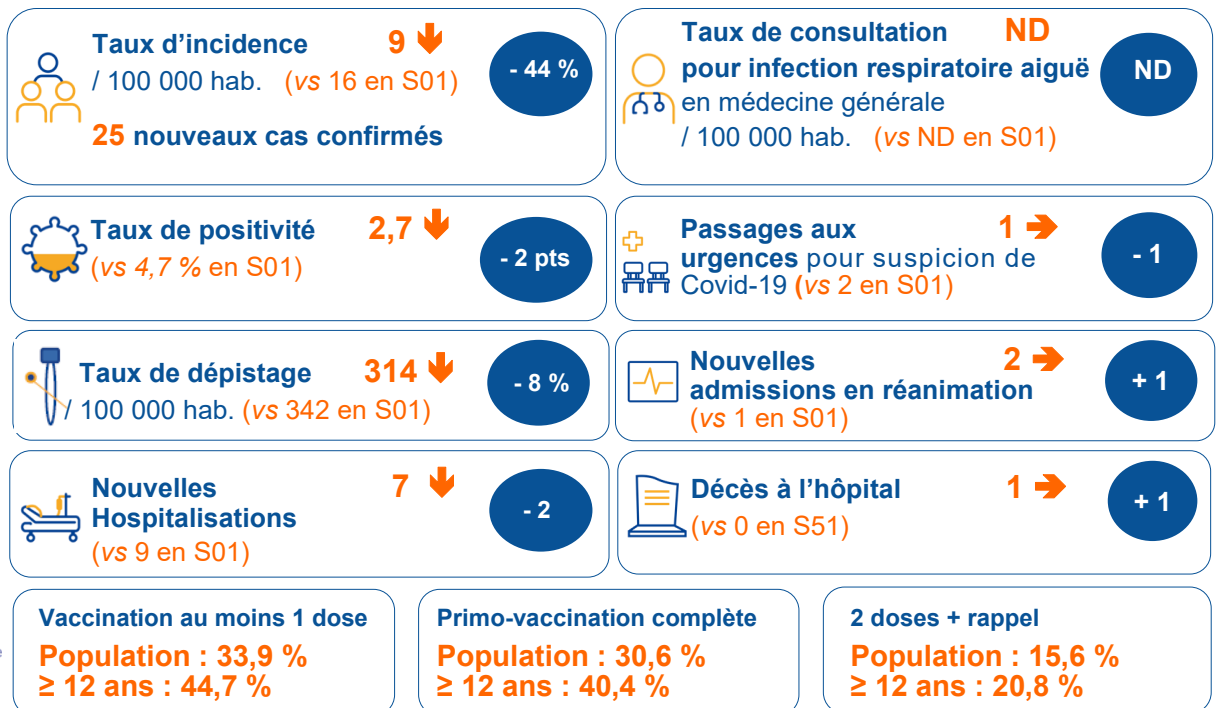 Taux d'incidence 9
/ 100 000 hab. (vs 16 en S01)
- 44 %
25 nouveaux cas confirmés
Taux de consultation ND
pour infection respiratoire aiguë
en médecine générale
/ 100 000 hab. (vs ND en S01)
ND
Taux de positivité 2,7
(vs 4,7 % en S01)
- 2 pts
Passages aux 1
urgences pour suspicion de
Covid-19 (vs 2 en S01)
- 1
Taux de dépistage 314
/ 100 000 hab. (vs 342 en S01)
- 8 %
Nouvelles 2
admissions en réanimation
(vs 1 en S01)
+ 1
Nouvelles 7
Hospitalisations
(vs 9 en S01)
- 2
Décès à l'hôpital 1
(vs 0 en S51)
+ 1
Vaccination au moins 1 dose
Population : 33,9 %
≥ 12 ans : 44,7 %
Primo-vaccination complète
Population : 30,6 %
≥ 12 ans : 40,4 %
2 doses + rappel
Population : 15,6 %
≥ 12 ans : 20,8 %